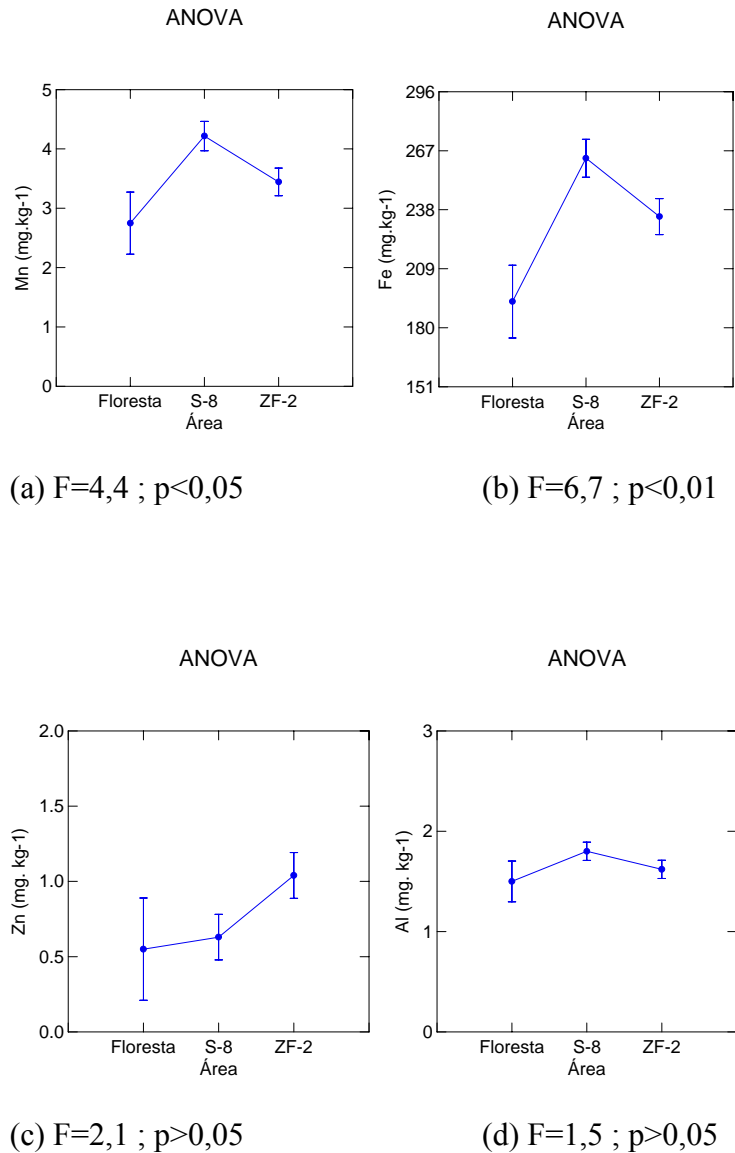 ANOVA
5
4
3
2
1
0
Mn (mg.kg-1)
Floresta S-8 ZF-2
Área
ANOVA
296
267
238
209
180
151
Fe (mg.kg-1)
Floresta S-8 ZF-2
Área
(a) F=4,4 ; p<0,05
(b) F=6,7 ; p<0,01
ANOVA
2.0
1.5
1.0
0.5
0.0
Zn (mg. kg-1)
Floresta S-8 ZF-2
Área
ANOVA
3
2
1
0
Al (mg. kg-1)
Floresta S-8 ZF-2
Área
(c) F=2,1 ; p>0,05
(d) F=1,5 ; p>0,05